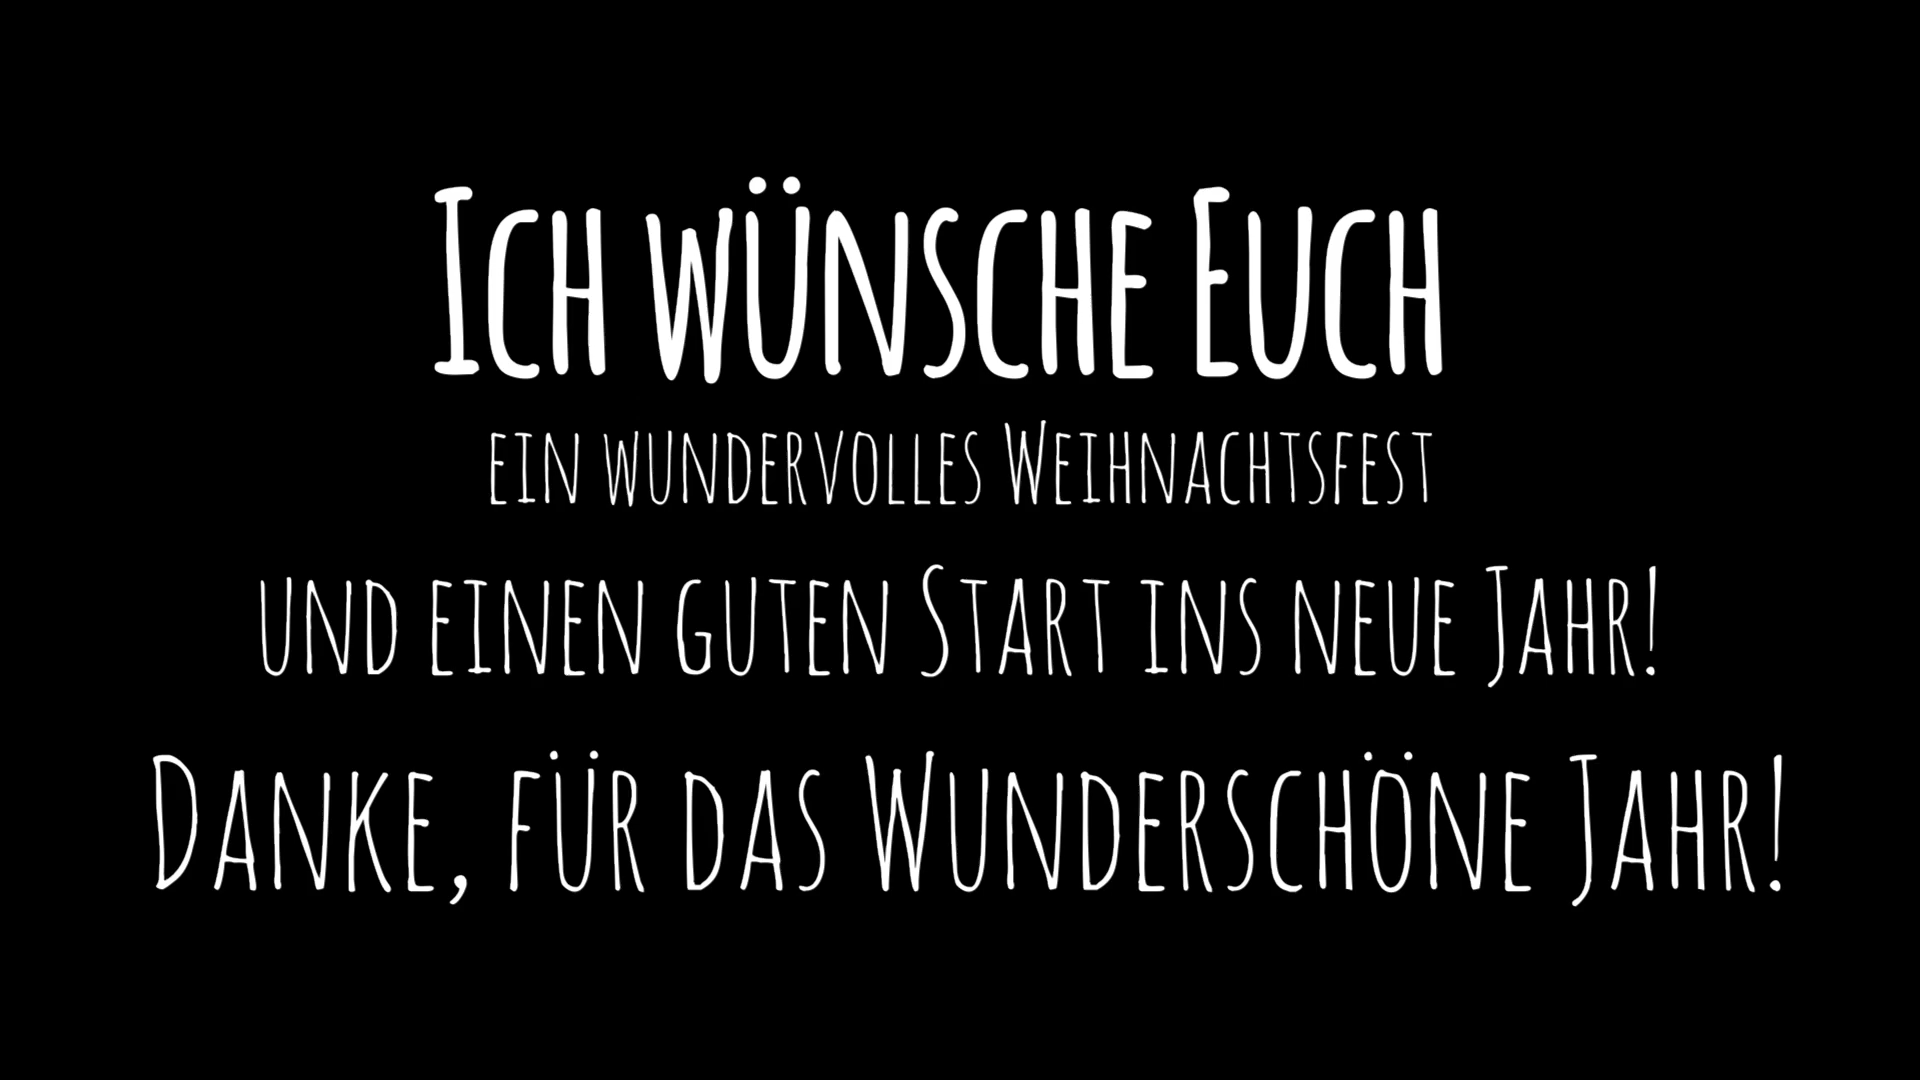 Ich wünsche Euch
ein wundervolles Weihnachtsfest
und einen guten Start ins neue Jahr!
Danke, für das Wunderschöne Jahr!